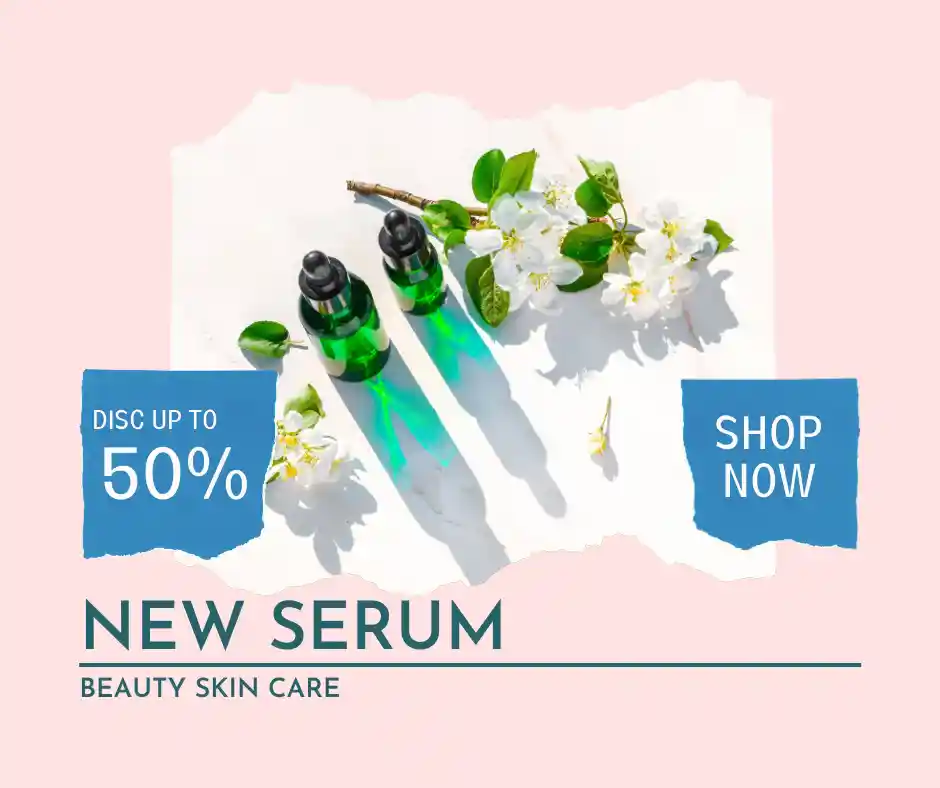 DISC UP TO
50%
SHOP
NOW
NEW SERUM
BEAUTY SKIN CARE